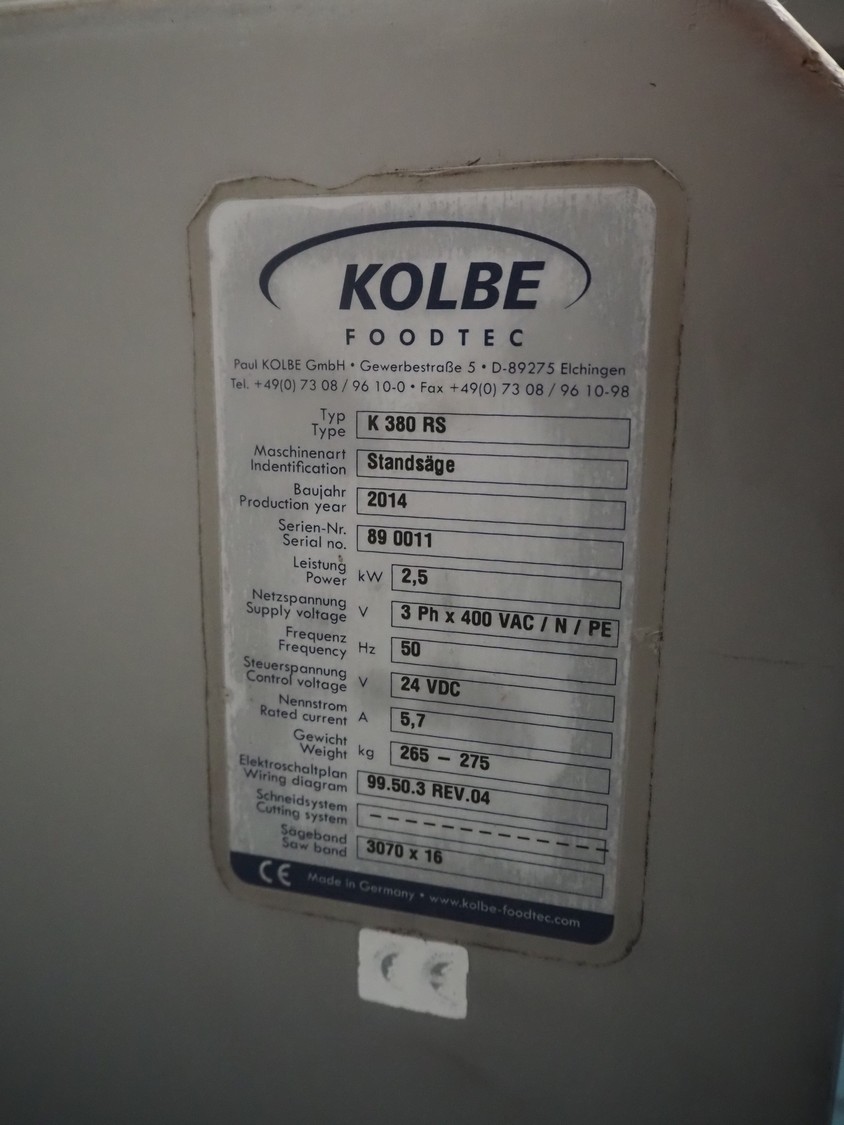 KOLBE
FOODTEC
Paul KOLBE GmbH • Gewerbestraße 5 • D-89275 Elchingen
Tel. +49(0) 73 08 / 96 10-0 • Fax +49(0) 73 08 / 96 10-98
Typ
Type K 380 RS
Maschinenart
Indentification Standsäge
Baujahr
Production year 2014
Serien-Nr.
Serial no. 89 0011
Leistung
Power kW 2,5
Netzspannung
Supply voltage V 3 Ph x 400 VAC / N / PE
Frequenz
Frequency Hz 50
Steuerspannung
Control voltage V 24 VDC
Nennstrom
Rated current A 5,7
Gewicht
Weight kg 265 – 275
Elektroschaltplan
Wiring diagram 99.50.3 REV.04
Schneidsystem
Cutting system – – – – – – – – – – – –
Sägeband
Saw band 3070 x 16
CE Made in Germany • www.kolbe-foodtec.com
CE